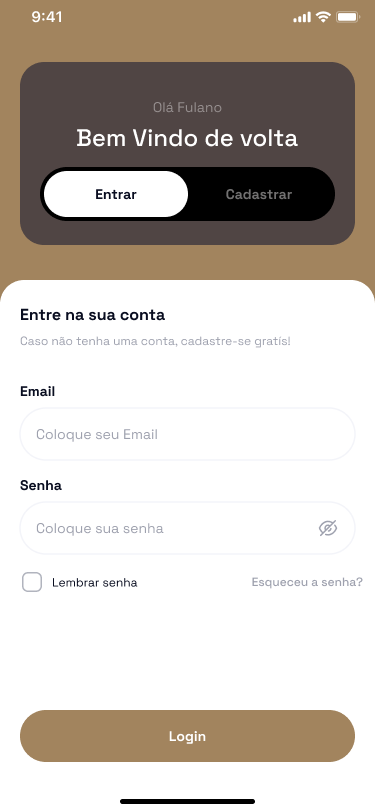 9:41
Olá Fulano
Bem Vindo de volta
Entrar
Cadastrar
Entre na sua conta
Caso não tenha uma conta, cadastre-se gratís!
Email
Coloque seu Email
Senha
Coloque sua senha
Lembrar senha
Esqueceu a senha?
Login